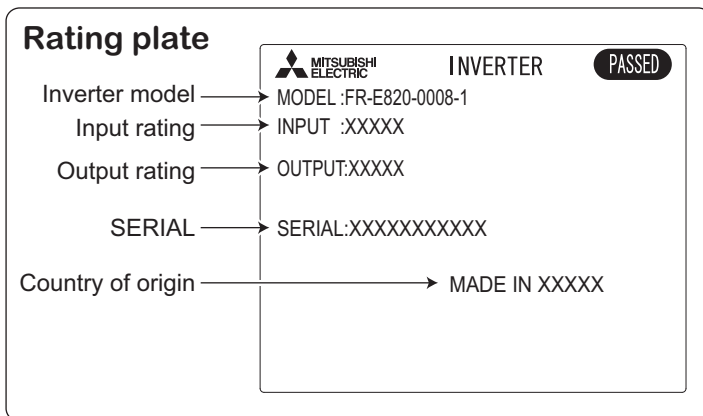 Rating plate
MITSUBISHI
ELECTRIC
INVERTER
PASSED
Inverter model
MODEL :FR-E820-0008-1
Input rating
INPUT :XXXXX
Output rating
OUTPUT:XXXXX
SERIAL
SERIAL:XXXXXXXXXXX
Country of origin
MADE IN XXXXX